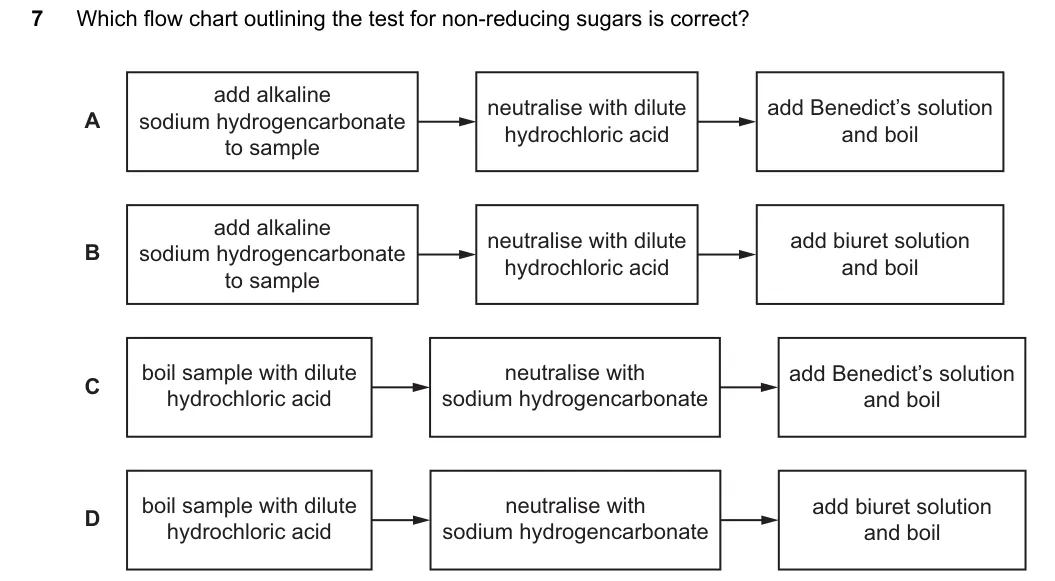 7 Which flow chart outlining the test for non-reducing sugars is correct?
A
add alkaline
sodium hydrogencarbonate
to sample
neutralise with dilute
hydrochloric acid
add Benedict’s solution
and boil
B
add alkaline
sodium hydrogencarbonate
to sample
neutralise with dilute
hydrochloric acid
add biuret solution
and boil
C
boil sample with dilute
hydrochloric acid
neutralise with
sodium hydrogencarbonate
add Benedict’s solution
and boil
D
boil sample with dilute
hydrochloric acid
neutralise with
sodium hydrogencarbonate
add biuret solution
and boil